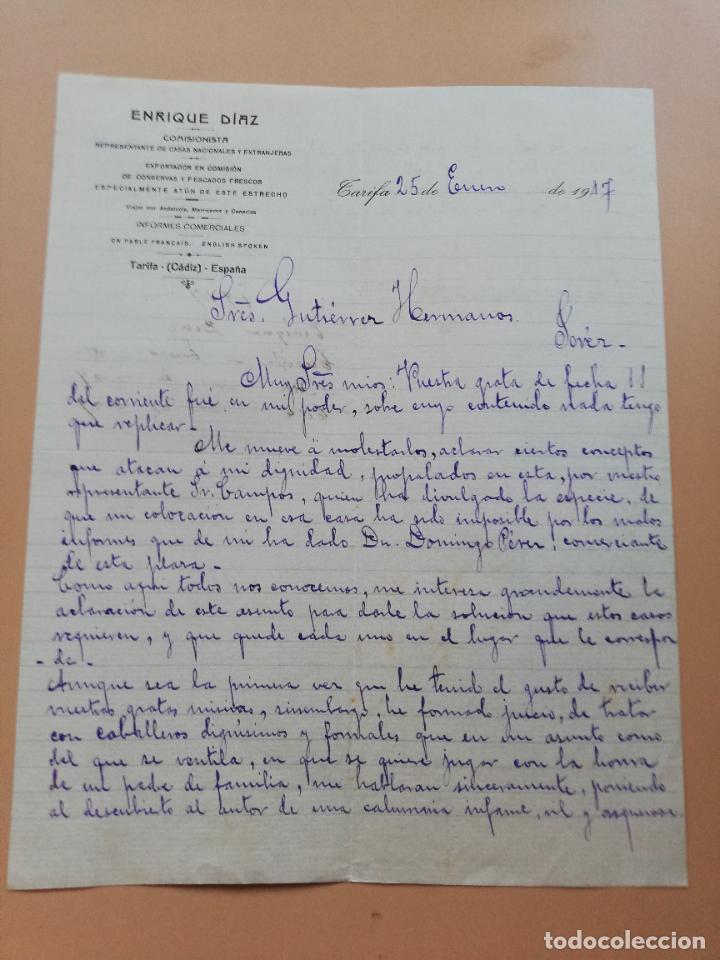 ENRIQUE DÍAZ
COMISIONISTA
REPRESENTANTE DE CASAS NACIONALES Y EXTRANJERAS
EXPORTADOR EN COMISIÓN
DE CONSERVAS Y PESCADOS FRESCOS
ESPECIALMENTE ATÚN DE ESTE ESTRECHO
Viajes por Andalucía, Marruecos y Canarias
INFORMES COMERCIALES
ON PARLE FRANCAIS. ENGLISH SPOKEN
Tarifa - (Cádiz) - España
Tarifa 25 de Enero de 1917
Sres. Gutiérrez Hermanos.
Muy Sres mios: Vuestra grata de fecha 11
del corriente fué en mi poder, sobre cuyo contenido nada tengo
que replicar.-
Me mueve á molestarlos, aclarar ciertos conceptos
que atacan á mi dignidad, propalados en esta, por vuestro
representante Sr. Campos, quien ha divulgado la especie, de
que mi colocación en esa casa ha sido imposible por los malos
informes que de mi ha dado Dn. Domingo Pérez, comerciante
de esta plaza.-
Como aquí todos nos conocemos, me interesa grandemente la
aclaración de este asunto para darle la solución que estos casos
requieren, y que quede cada uno en el lugar que le correspon
- de -
Aunque sea la primera vez que he tenid el gusto de recibir
vuestras gratas misivas, sinembargo, he formado juicio, de tratar
con caballeros dignísimos y formales que en un asunto como
del que se ventila, en que se quiere jugar con la honra
de un padre de familia, me hablaran sinceramente, poniendo
al descubierto al autor de una calumnia infame, vil y asquerosa.
todocoleccion.net